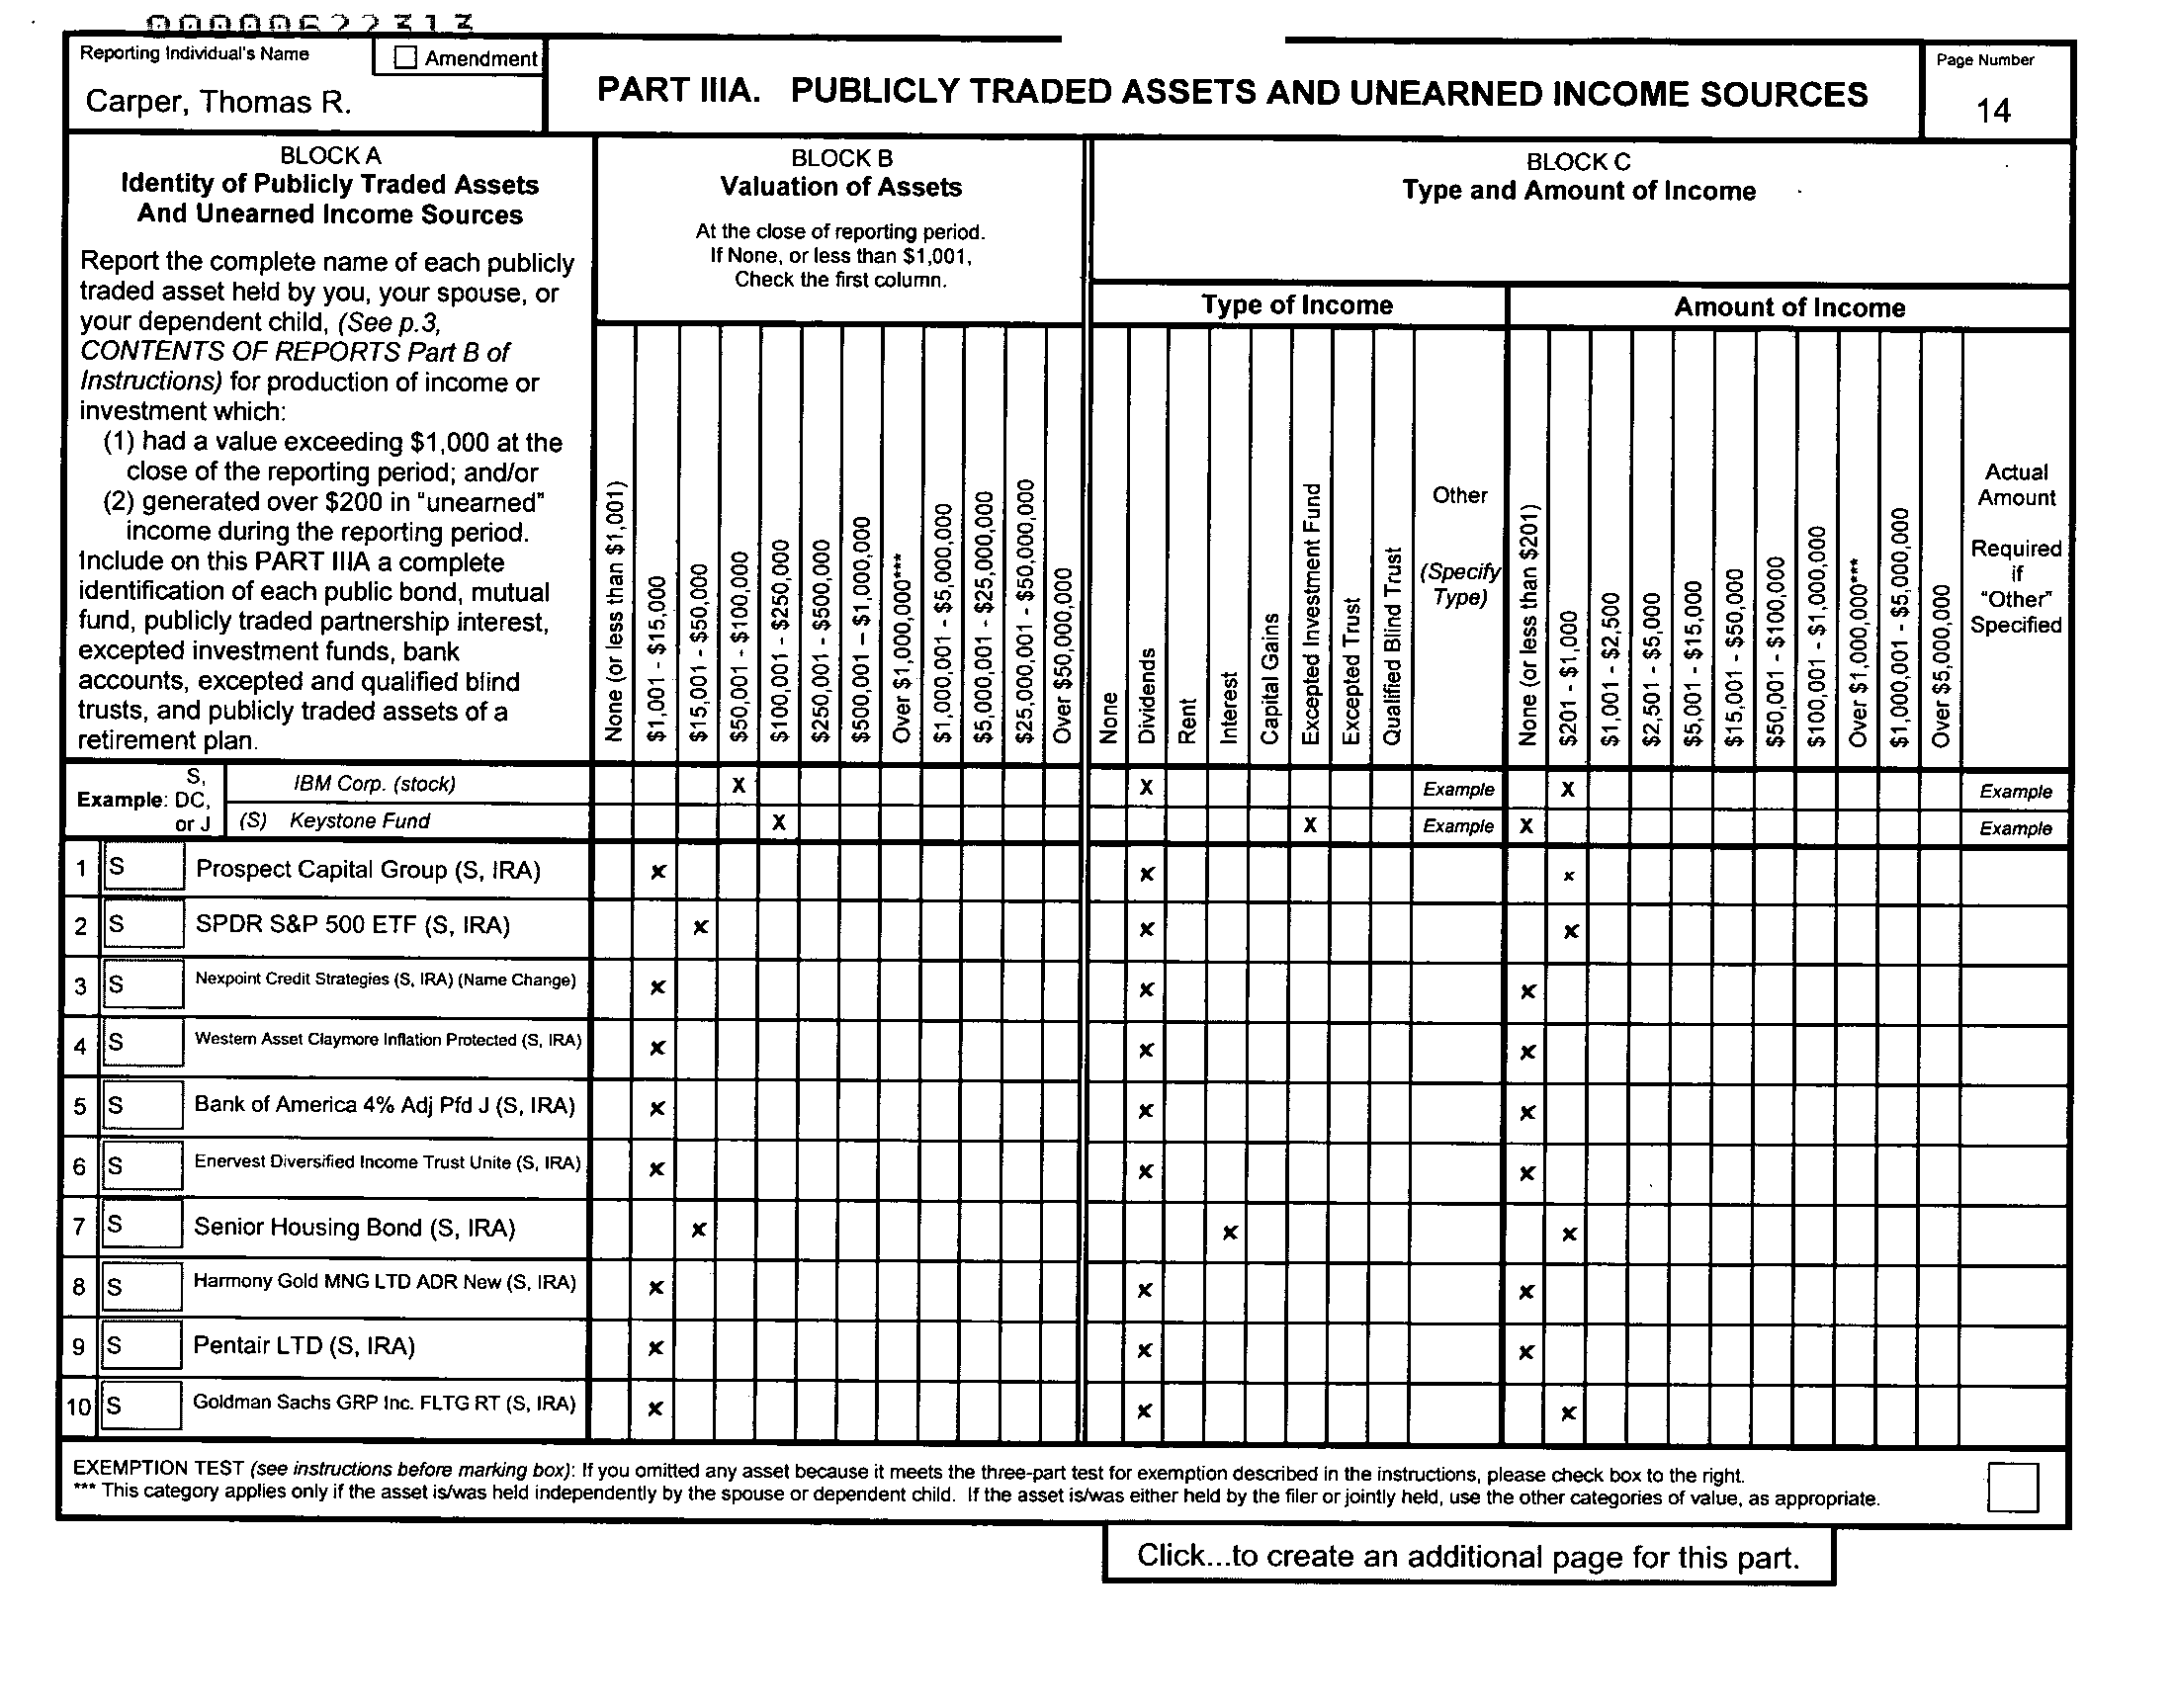 Reporting Individual's Name
Amendment
Carper, Thomas R.
PART IIIA. PUBLICLY TRADED ASSETS AND UNEARNED INCOME SOURCES
Page Number
14
BLOCK A
Identity of Publicly Traded Assets
And Unearned Income Sources
Report the complete name of each publicly
traded asset held by you, your spouse, or
your dependent child, (See p.3,
CONTENTS OF REPORTS Part B of
Instructions) for production of income or
investment which:
(1) had a value exceeding $1,000 at the
close of the reporting period; and/or
(2) generated over $200 in "unearned"
income during the reporting period.
Include on this PART IIIA a complete
identification of each public bond, mutual
fund, publicly traded partnership interest,
excepted investment funds, bank
accounts, excepted and qualified blind
trusts, and publicly traded assets of a
retirement plan.
BLOCK B
Valuation of Assets
At the close of reporting period.
If None, or less than $1,001,
Check the first column.
BLOCK C
Type and Amount of Income
Type of Income
Amount of Income
None (or less than $1,001)
$1,001 - $15,000
$15,001 - $50,000
$50,001 - $100,000
$100,001 - $250,000
$250,001 - $500,000
$500,001 – $1,000,000
Over $1,000,000***
$1,000,001 - $5,000,000
$5,000,001 - $25,000,000
$25,000,001 - $50,000,000
Over $50,000,000
None
Dividends
Rent
Interest
Capital Gains
Excepted Investment Fund
Excepted Trust
Qualified Blind Trust
Other
(Specify
Type)
None (or less than $201)
$201 - $1,000
$1,001 - $2,500
$2,501 - $5,000
$5,001 - $15,000
$15,001 - $50,000
$50,001 - $100,000
$100,001 - $1,000,000
Over $1,000,000***
$1,000,001 - $5,000,000
Over $5,000,000
Actual
Amount
Required
if
"Other"
Specified
Example:
S,
DC,
or J
IBM Corp. (stock) X X Example X Example
(S) Keystone Fund X X Example X Example
1 S Prospect Capital Group (S, IRA) x x x
2 S SPDR S&P 500 ETF (S, IRA) x x x
3 S Nexpoint Credit Strategies (S, IRA) (Name Change) x x x
4 S Western Asset Claymore Inflation Protected (S, IRA) x x x
5 S Bank of America 4% Adj Pfd J (S, IRA) x x x
6 S Enervest Diversified Income Trust Unite (S, IRA) x x x
7 S Senior Housing Bond (S, IRA) x x x
8 S Harmony Gold MNG LTD ADR New (S, IRA) x x x
9 S Pentair LTD (S, IRA) x x x
10 S Goldman Sachs GRP Inc. FLTG RT (S, IRA) x x x
EXEMPTION TEST (see instructions before marking box): If you omitted any asset because it meets the three-part test for exemption described in the instructions, please check box to the right.
*** This category applies only if the asset is/was held independently by the spouse or dependent child. If the asset is/was either held by the filer or jointly held, use the other categories of value, as appropriate.
Click...to create an additional page for this part.